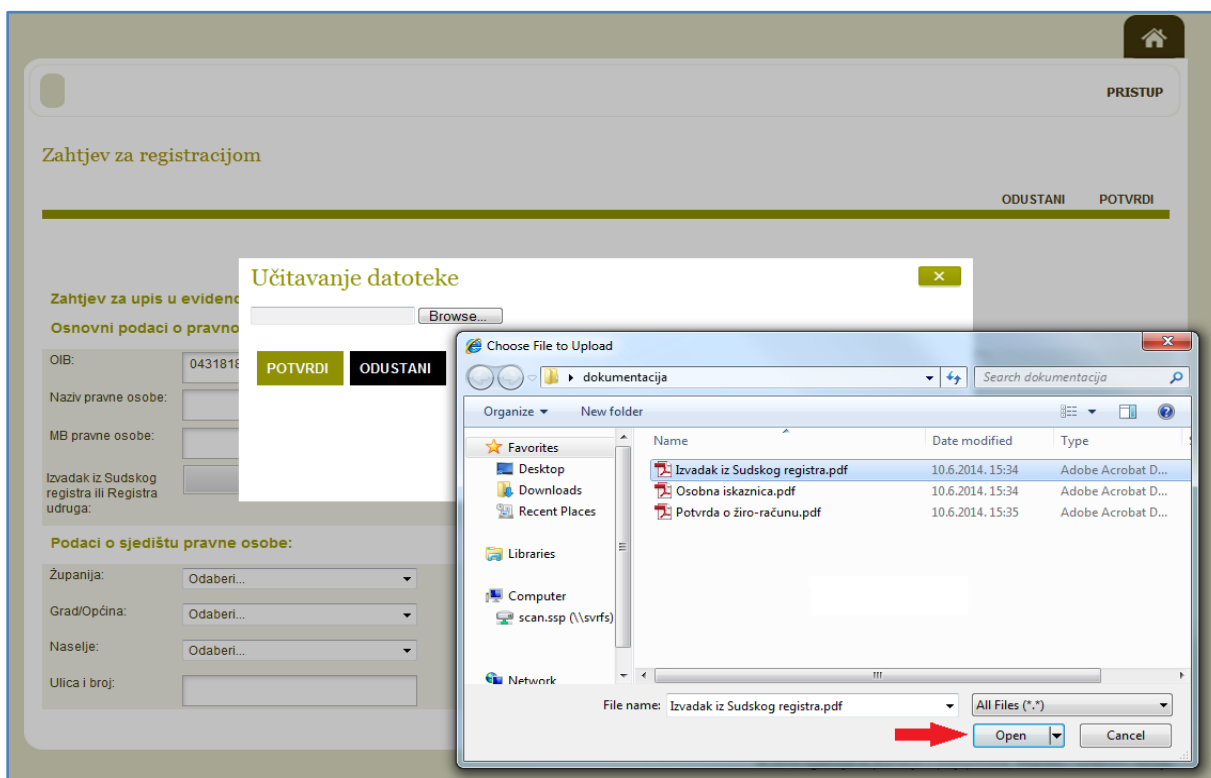 PRISTUP
Zahtjev za registracijom
ODUSTANI POTVRDI
Učitavanje datoteke
Browse...
POTVRDI ODUSTANI
Zahtjev za upis u evidenc
Osnovni podaci o pravno
OIB: 0431818
Naziv pravne osobe:
MB pravne osobe:
Izvadak iz Sudskog
registra ili Registra
udruga:
Podaci o sjedištu pravne osobe:
Županija: Odaberi...
Grad/Općina: Odaberi...
Naselje: Odaberi...
Ulica i broj:
Choose File to Upload
dokumentacija
Search dokumentacija
Organize New folder
Favorites
Desktop
Downloads
Recent Places
Libraries
Computer
scan.ssp (\\svrfs)
Network
Name Date modified Type
Izvadak iz Sudskog registra.pdf 10.6.2014. 15:34 Adobe Acrobat D...
Osobna iskaznica.pdf 10.6.2014. 15:34 Adobe Acrobat D...
Potvrda o žiro-računu.pdf 10.6.2014. 15:35 Adobe Acrobat D...
File name: Izvadak iz Sudskog registra.pdf All Files (*.*)
Open Cancel